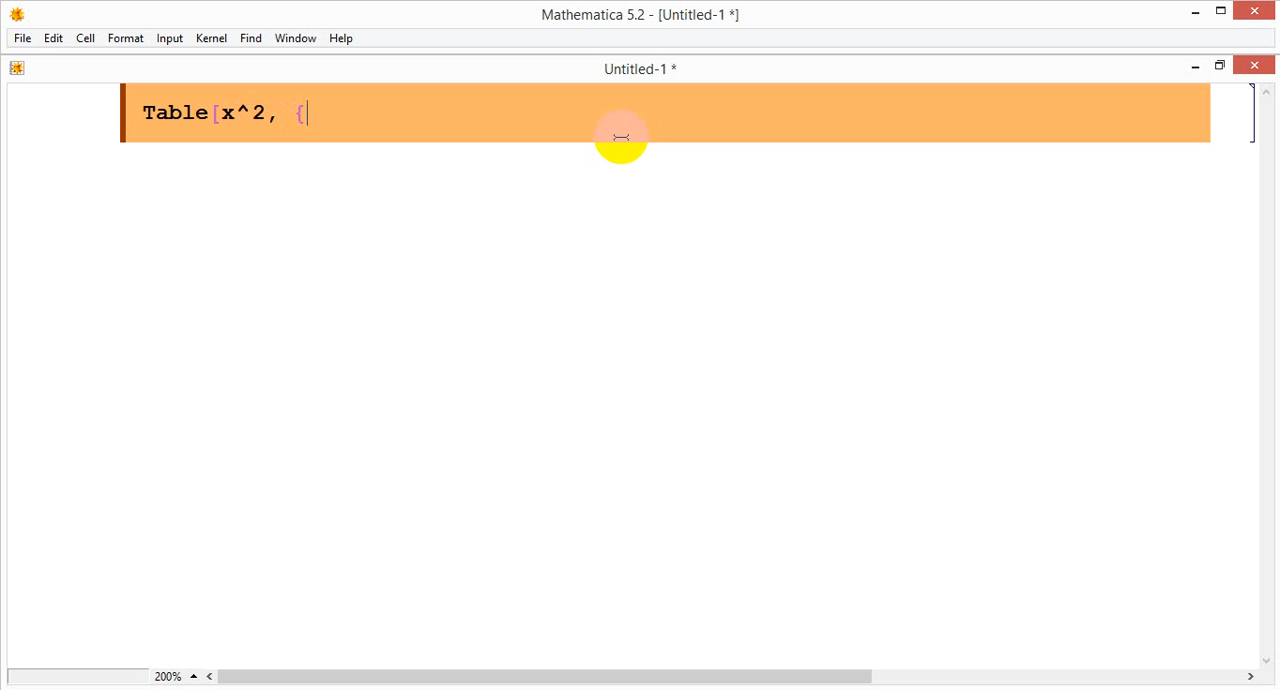 Mathematica 5.2 - [Untitled-1 *]
File Edit Cell Format Input Kernel Find Window Help
Untitled-1 *
Table[x^2, {
200%